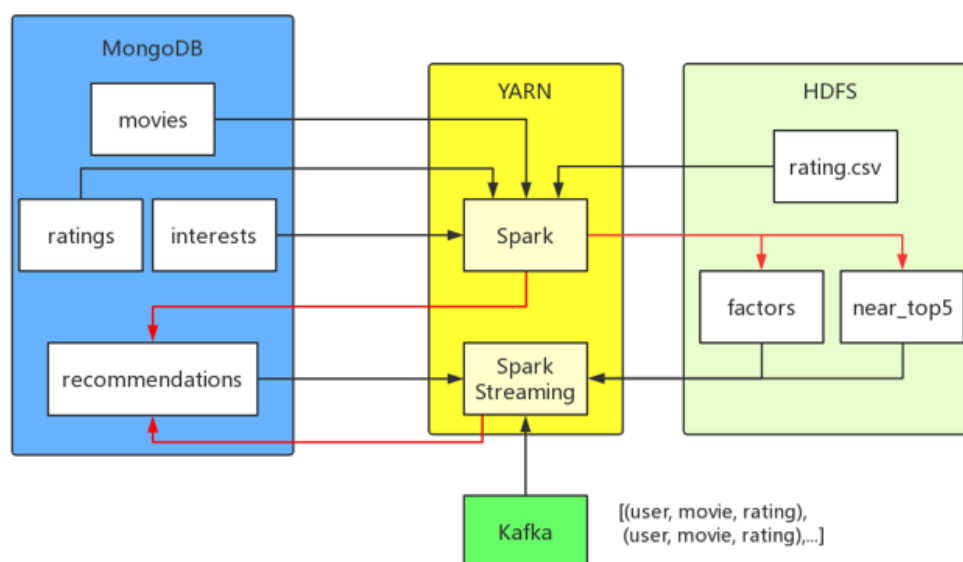 MongoDB
movies
ratings
interests
recommendations
YARN
Spark
Spark
Streaming
HDFS
rating.csv
factors
near_top5
Kafka
[(user, movie, rating),
(user, movie, rating),...]